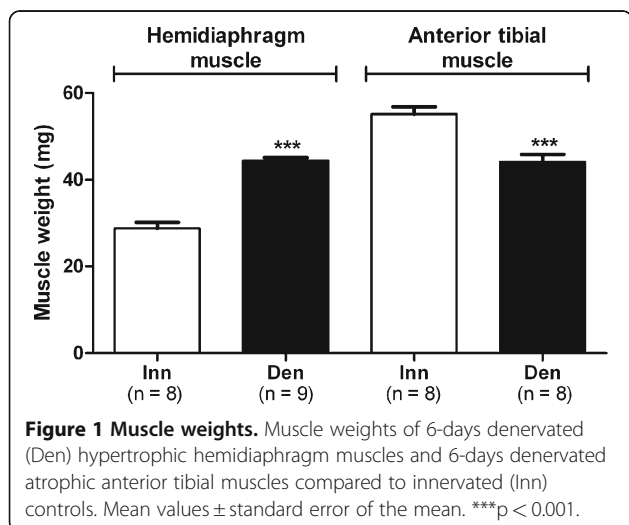 Hemidiaphragm Anterior tibial
muscle muscle
60
40
20
0
Muscle weight (mg)
*** ***
Inn Den Inn Den
(n = 8) (n = 9) (n = 8) (n = 8)
Figure 1 Muscle weights. Muscle weights of 6-days denervated
(Den) hypertrophic hemidiaphragm muscles and 6-days denervated
atrophic anterior tibial muscles compared to innervated (Inn)
controls. Mean values ± standard error of the mean. ***p < 0.001.